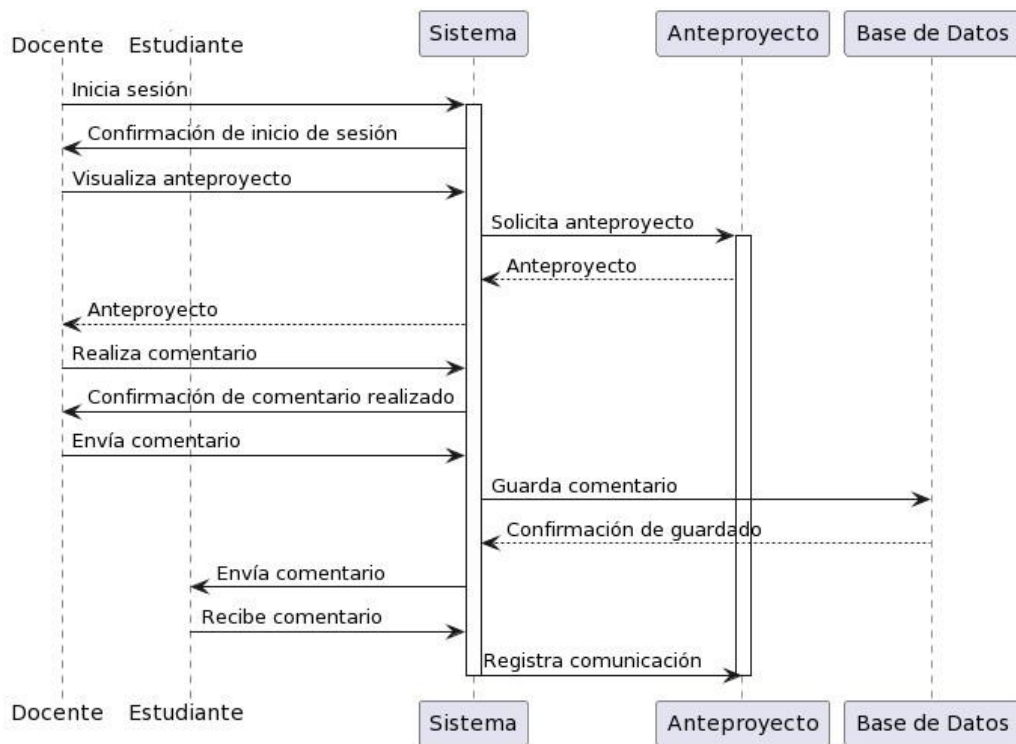 Docente
Estudiante
Sistema
Anteproyecto
Base de Datos
Inicia sesión
Confirmación de inicio de sesión
Visualiza anteproyecto
Solicita anteproyecto
Anteproyecto
Anteproyecto
Realiza comentario
Confirmación de comentario realizado
Envía comentario
Guarda comentario
Confirmación de guardado
Envía comentario
Recibe comentario
Registra comunicación
Docente
Estudiante
Sistema
Anteproyecto
Base de Datos